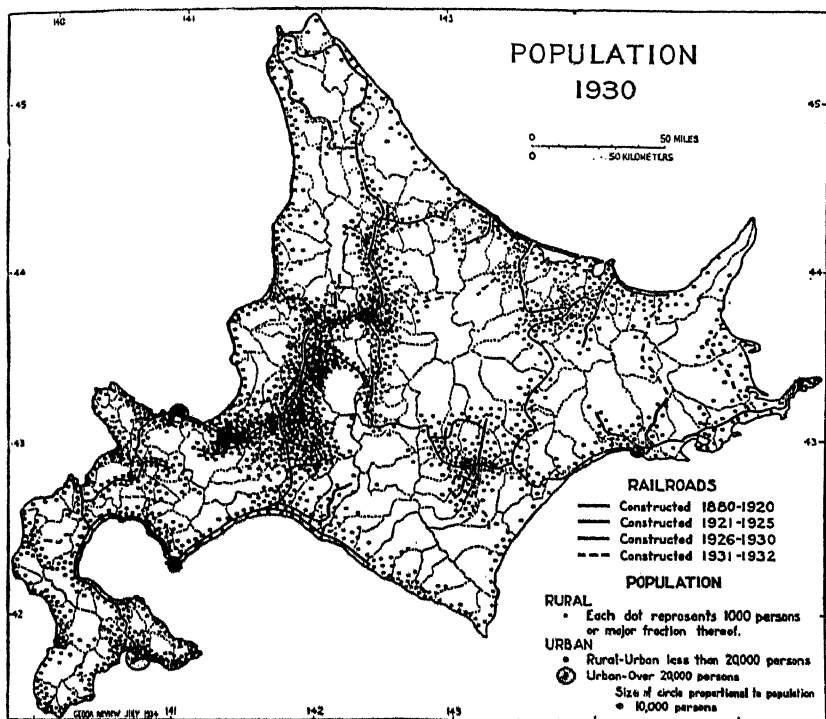 140 141 143
POPULATION
1930
45 45
0 50 MILES
0 50 KILOMETERS
44 44
43 43
RAILROADS
Constructed 1880-1920
Constructed 1921-1925
Constructed 1926-1930
Constructed 1931-1932
POPULATION
42
RURAL
Each dot represents 1000 persons
or major fraction thereof.
URBAN
Rural-Urban less than 20,000 persons
Urban-Over 20,000 persons
Size of circle proportional to population
10,000 persons
GEOGR. REVIEW JULY 1934 141 142 143